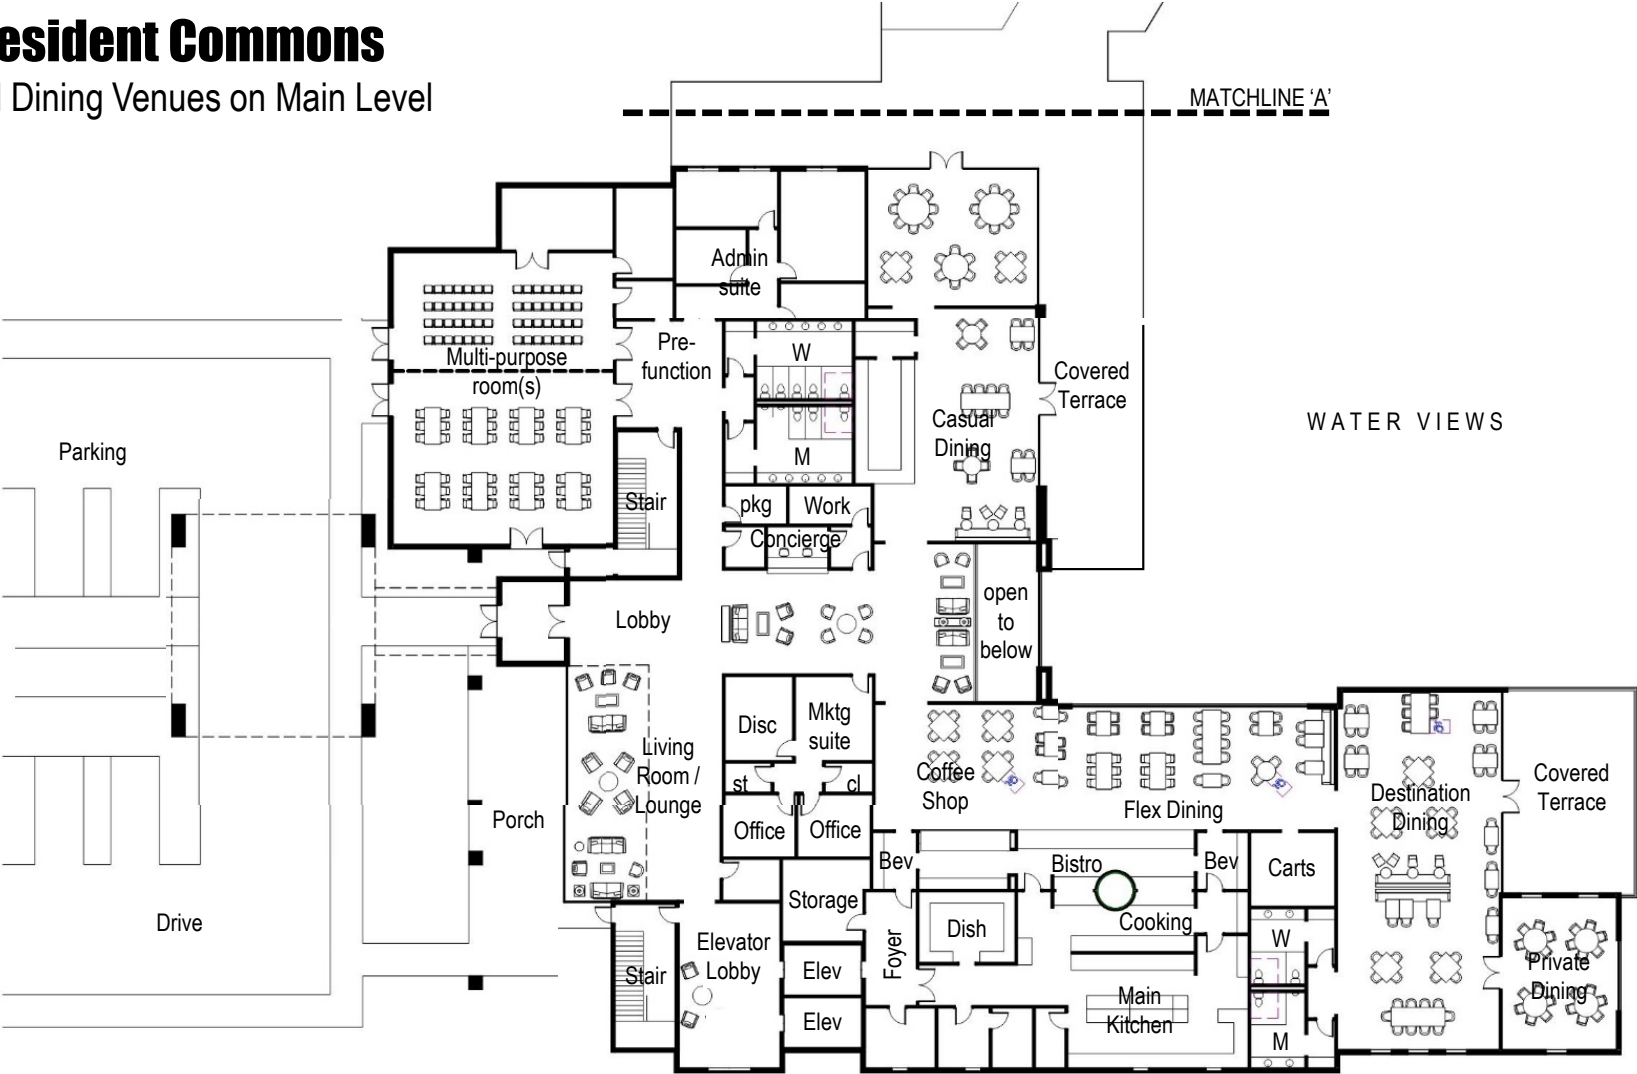 esident Commons
Dining Venues on Main Level
MATCHLINE ‘A’
Admin
suite
Pre-
function
W
Multi-purpose
room(s)
Covered
Terrace
WATER VIEWS
Casual
Dining
Parking
M
Stair
pkg
Work
Concierge
open
to
below
Lobby
Disc
Mktg
suite
Living
Room /
Lounge
st
cl
Coffee
Shop
Flex Dining
Destination
Dining
Covered
Terrace
Porch
Office
Office
Bev
Bistro
Bev
Carts
Storage
Drive
Dish
Cooking
W
Elevator
Lobby
Foyer
Elev
Stair
Private
Dining
Main
Kitchen
Elev
M